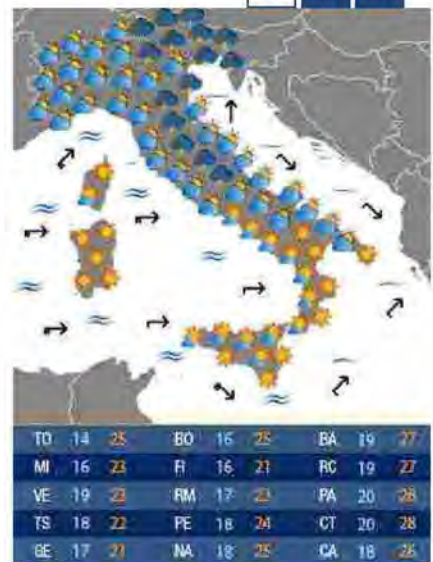 TO 14 25 BO 16 25 BA 19 27
MI 16 23 FI 16 21 RC 19 27
VE 19 23 RM 17 23 PA 20 28
TS 18 22 PE 18 24 CT 20 28
GE 17 23 NA 18 25 CA 18 26